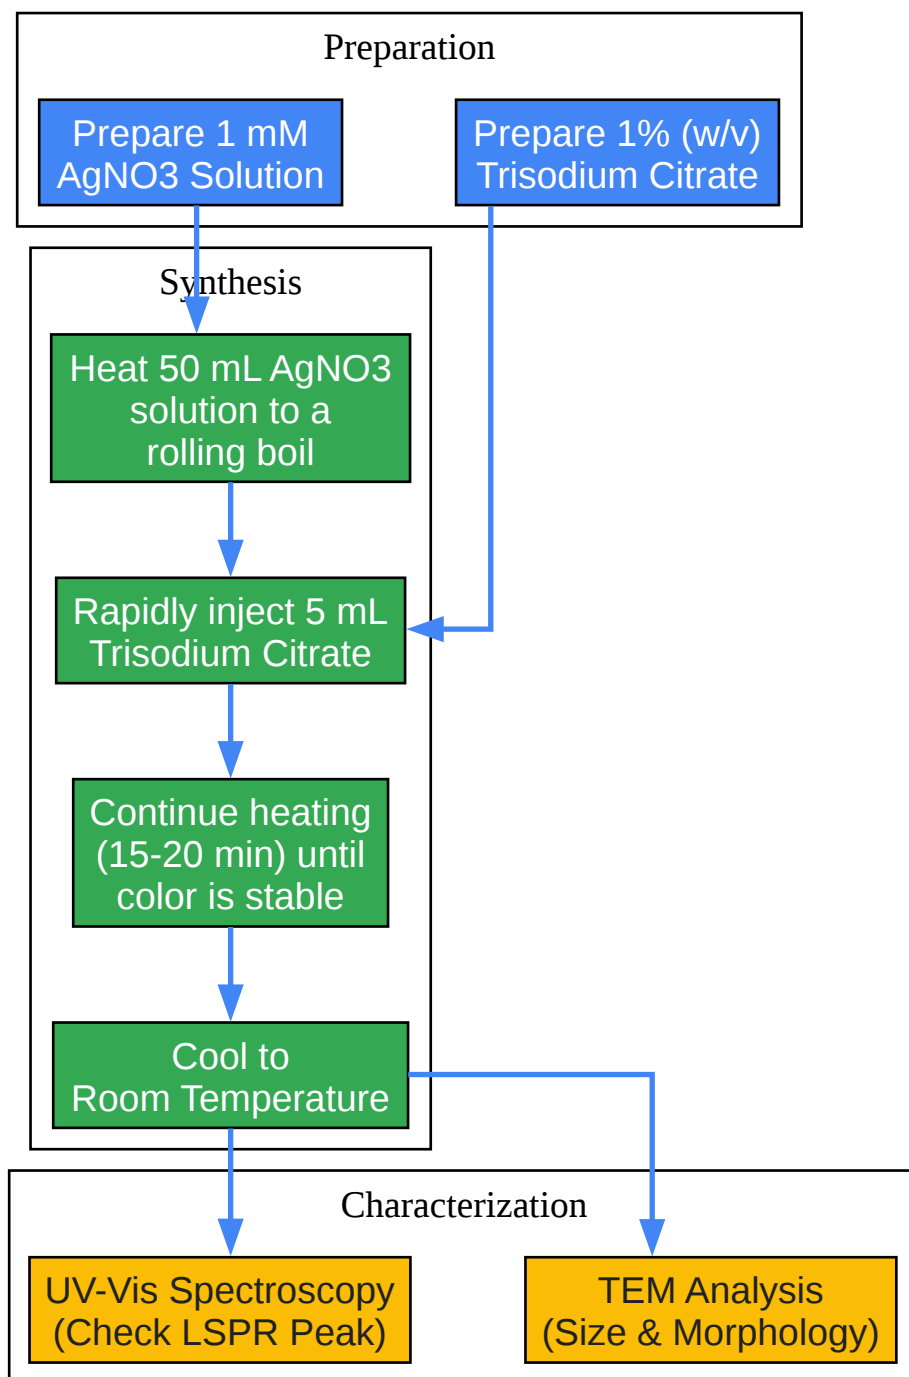 Preparation
Prepare 1 mM
AgNO3 Solution
Prepare 1% (w/v)
Trisodium Citrate
Synthesis
Heat 50 mL AgNO3
solution to a
rolling boil
Rapidly inject 5 mL
Trisodium Citrate
Continue heating
(15-20 min) until
color is stable
Cool to
Room Temperature
Characterization
UV-Vis Spectroscopy
(Check LSPR Peak)
TEM Analysis
(Size & Morphology)